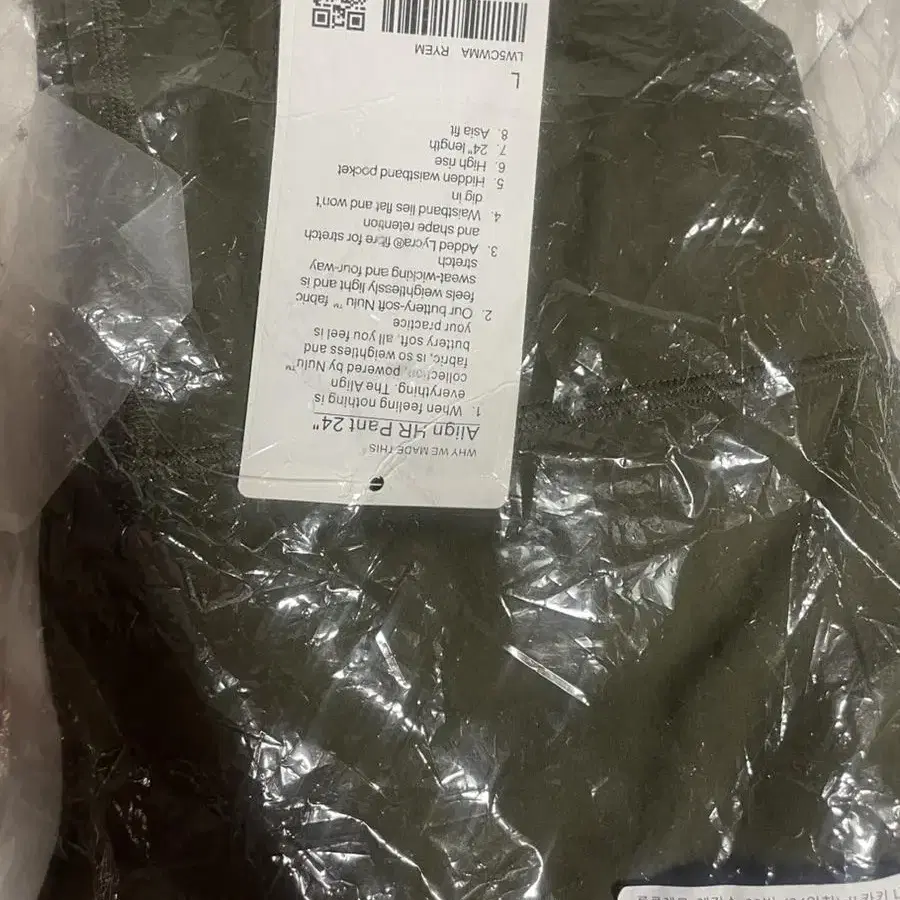 WHY WE MADE THIS
Align HR Pant 24"
1. When feeling nothing is
everything. The Align
collection, powered by Nulu™
fabric, is so weightless and
buttery soft, all you feel is
your practice
2. Our buttery-soft Nulu™ fabric
feels weightlessly light and is
sweat-wicking and four-way
stretch
3. Added Lycra® fibre for stretch
and shape retention
4. Waistband lies flat and won't
dig in
5. Hidden waistband pocket
6. High rise
7. 24" length
8. Asia fit
L
LW5CWMA RYEM